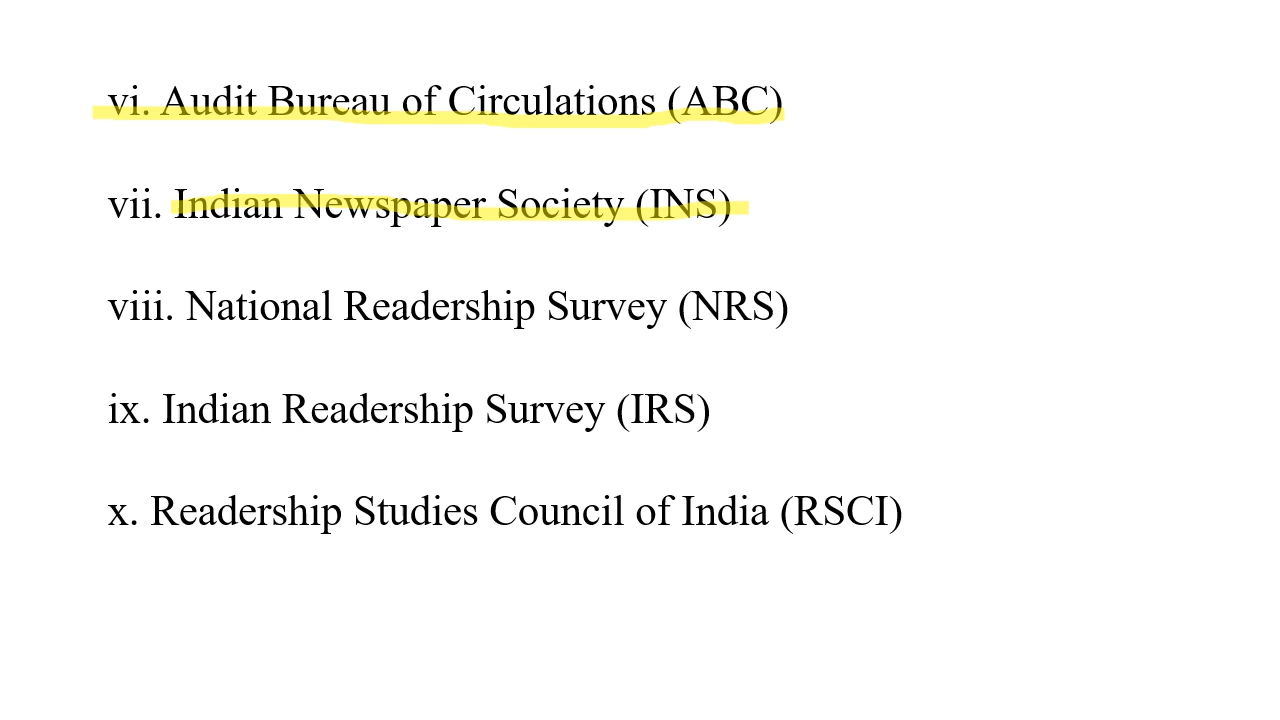 vi. Audit Bureau of Circulations (ABC)
vii. Indian Newspaper Society (INS)
viii. National Readership Survey (NRS)
ix. Indian Readership Survey (IRS)
x. Readership Studies Council of India (RSCI)